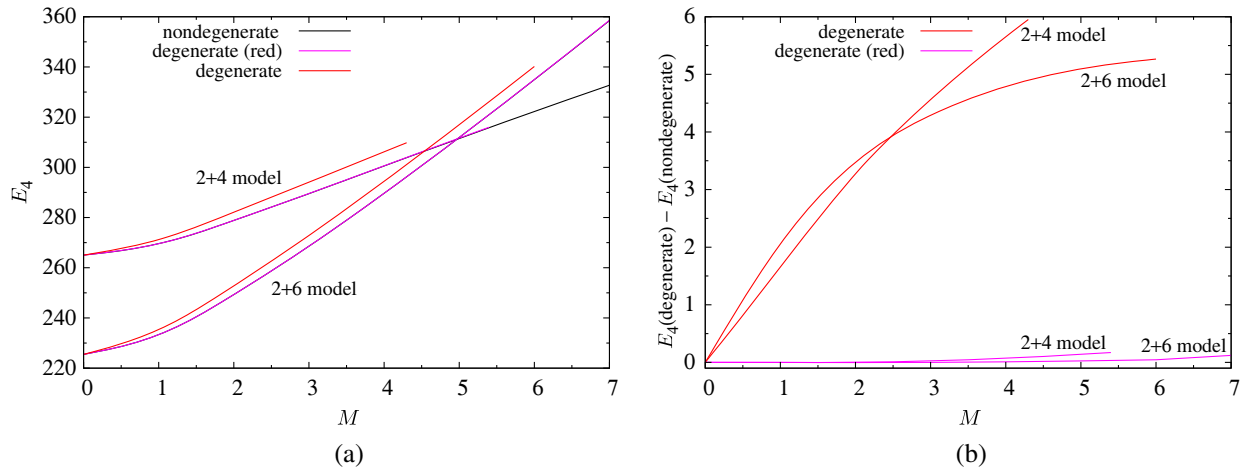 360
340
320
300
280
260
240
220
E₄
nondegenerate
degenerate (red)
degenerate
2+4 model
2+6 model
0 1 2 3 4 5 6 7
M
(a)
6
5
4
3
2
1
0
E₄(degenerate) − E₄(nondegenerate)
degenerate
degenerate (red)
2+4 model
2+6 model
2+4 model
2+6 model
0 1 2 3 4 5 6 7
M
(b)